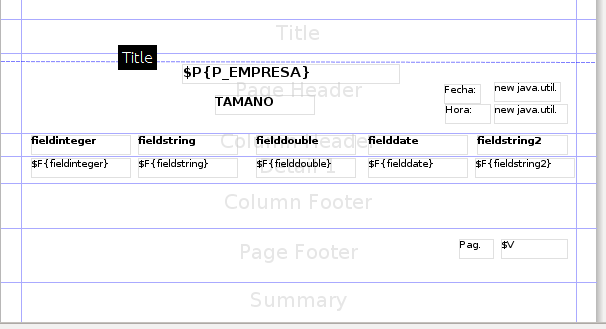 Title
Title
$P{P_EMPRESA}
Page Header
Fecha: new java.util.
TAMANO
Hora: new java.util.
Column Header
fieldinteger fieldstring fielddouble fielddate fieldstring2
$F{fieldinteger} $F{fieldstring} $F{fielddouble} $F{fielddate} $F{fieldstring2}
Detail 1
Column Footer
Pag. $V
Page Footer
Summary